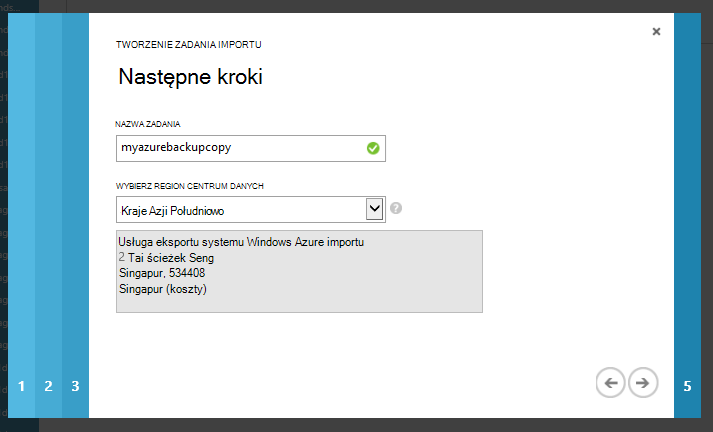 TWORZENIE ZADANIA IMPORTU
Następne kroki
NAZWA ZADANIA
myazurebackupcopy
WYBIERZ REGION CENTRUM DANYCH
Kraje Azji Południowo
?
Usługa eksportu systemu Windows Azure importu
2 Tai ścieżek Seng
Singapur, 534408
Singapur (koszty)
1 2 3 5